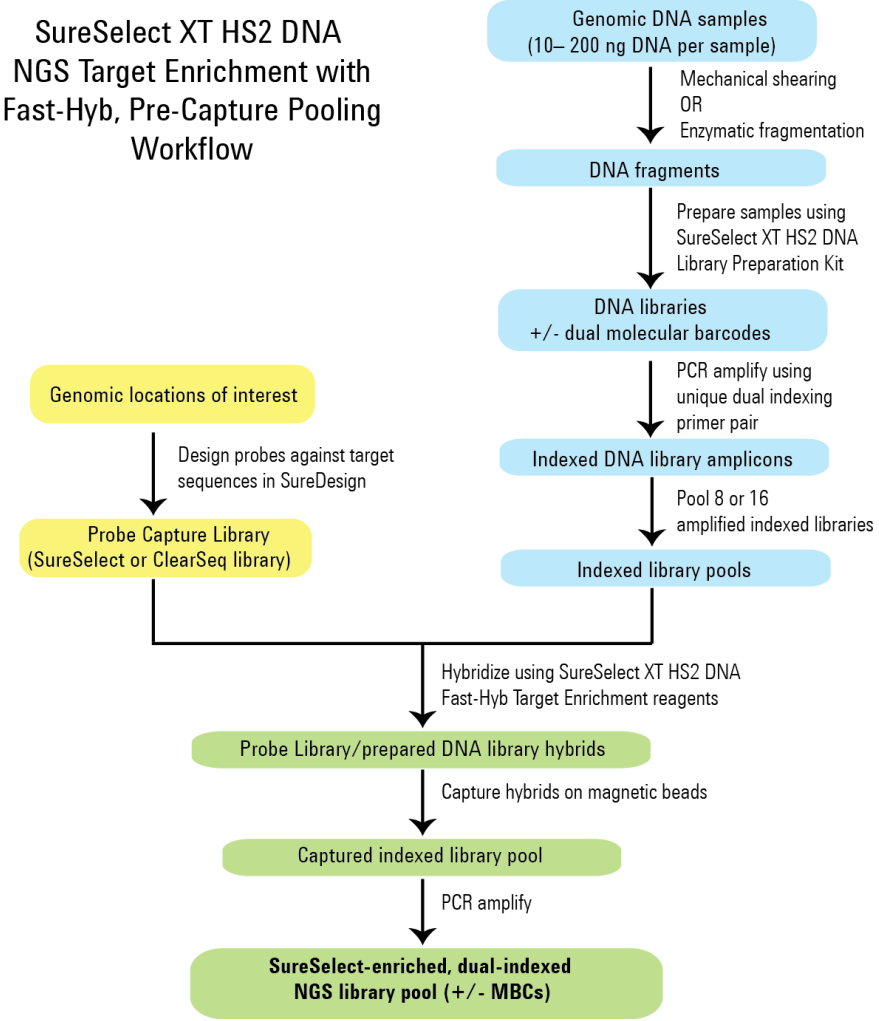 SureSelect XT HS2 DNA
NGS Target Enrichment with
Fast-Hyb, Pre-Capture Pooling
Workflow
Genomic DNA samples
(10– 200 ng DNA per sample)
Mechanical shearing
OR
Enzymatic fragmentation
DNA fragments
Prepare samples using
SureSelect XT HS2 DNA
Library Preparation Kit
DNA libraries
+/- dual molecular barcodes
PCR amplify using
unique dual indexing
primer pair
Indexed DNA library amplicons
Pool 8 or 16
amplified indexed libraries
Indexed library pools
Genomic locations of interest
Design probes against target
sequences in SureDesign
Probe Capture Library
(SureSelect or ClearSeq library)
Hybridize using SureSelect XT HS2 DNA
Fast-Hyb Target Enrichment reagents
Probe Library/prepared DNA library hybrids
Capture hybrids on magnetic beads
Captured indexed library pool
PCR amplify
SureSelect-enriched, dual-indexed
NGS library pool (+/- MBCs)